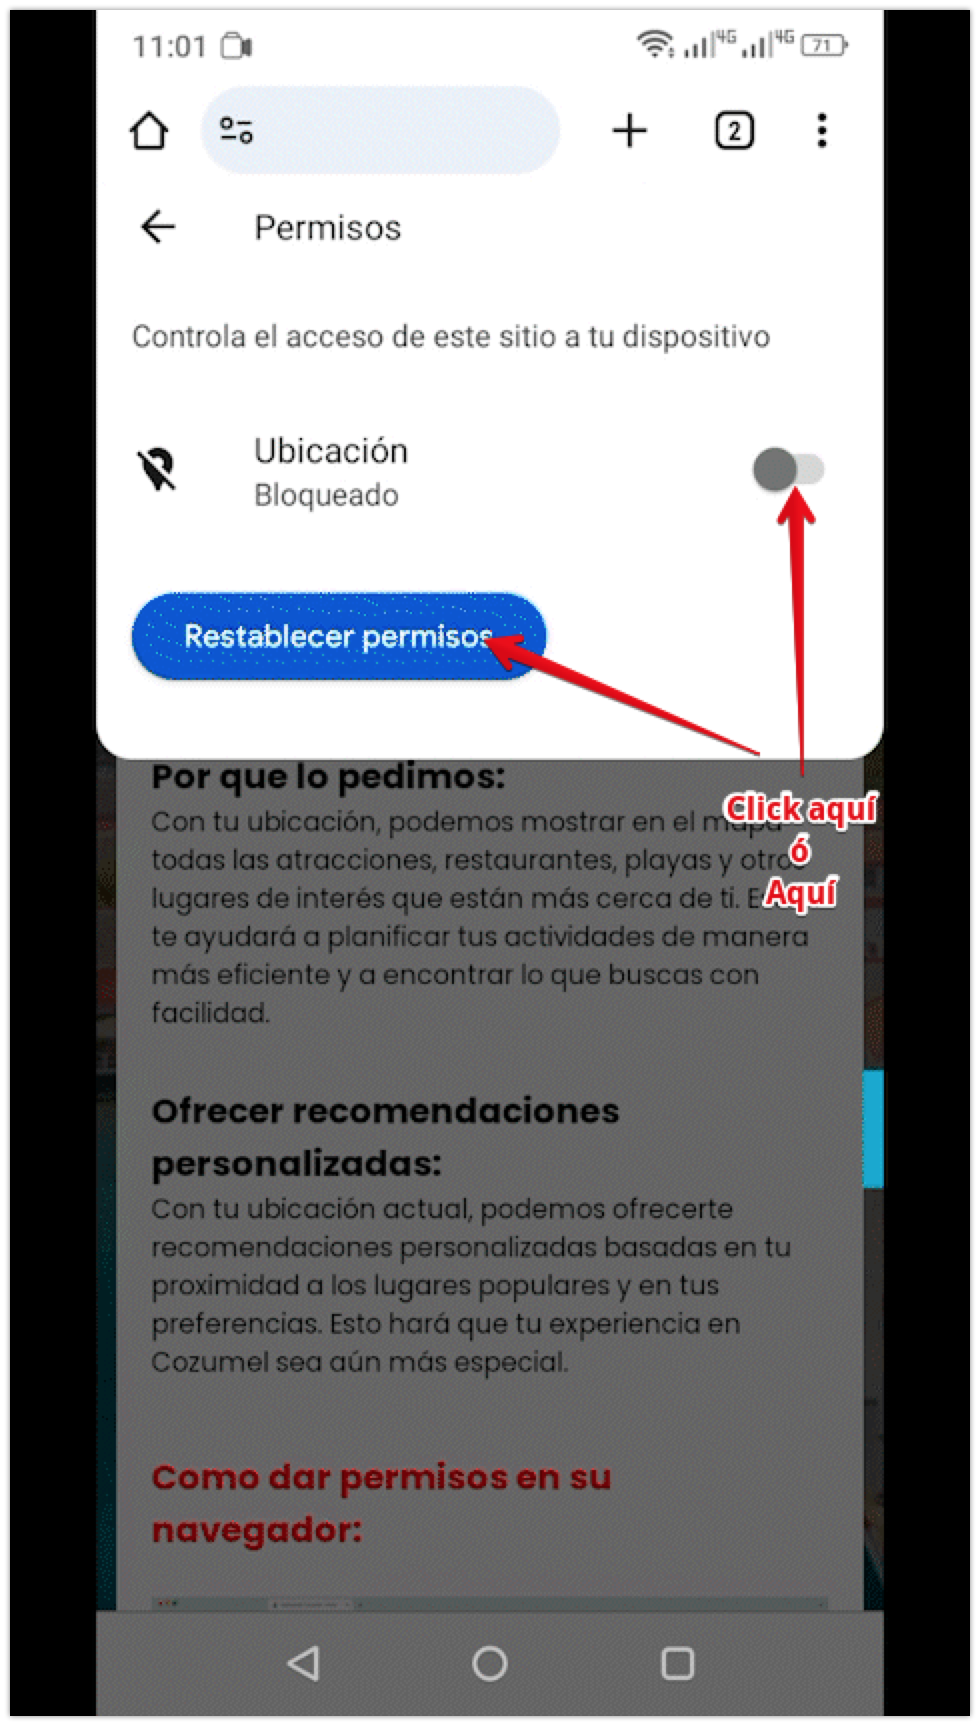 11:01 4G 4G 71
2
Permisos
Controla el acceso de este sitio a tu dispositivo
Ubicación
Bloqueado
Restablecer permisos
Por que lo pedimos:
Click aquí
ó
Aquí
Con tu ubicación, podemos mostrar en el mapa
todas las atracciones, restaurantes, playas y otros
lugares de interés que están más cerca de ti.
te ayudará a planificar tus actividades de manera
más eficiente y a encontrar lo que buscas con
facilidad.
Ofrecer recomendaciones
personalizadas:
Con tu ubicación actual, podemos ofrecerte
recomendaciones personalizadas basadas en tu
proximidad a los lugares populares y en tus
preferencias. Esto hará que tu experiencia en
Cozumel sea aún más especial.
Como dar permisos en su
navegador: